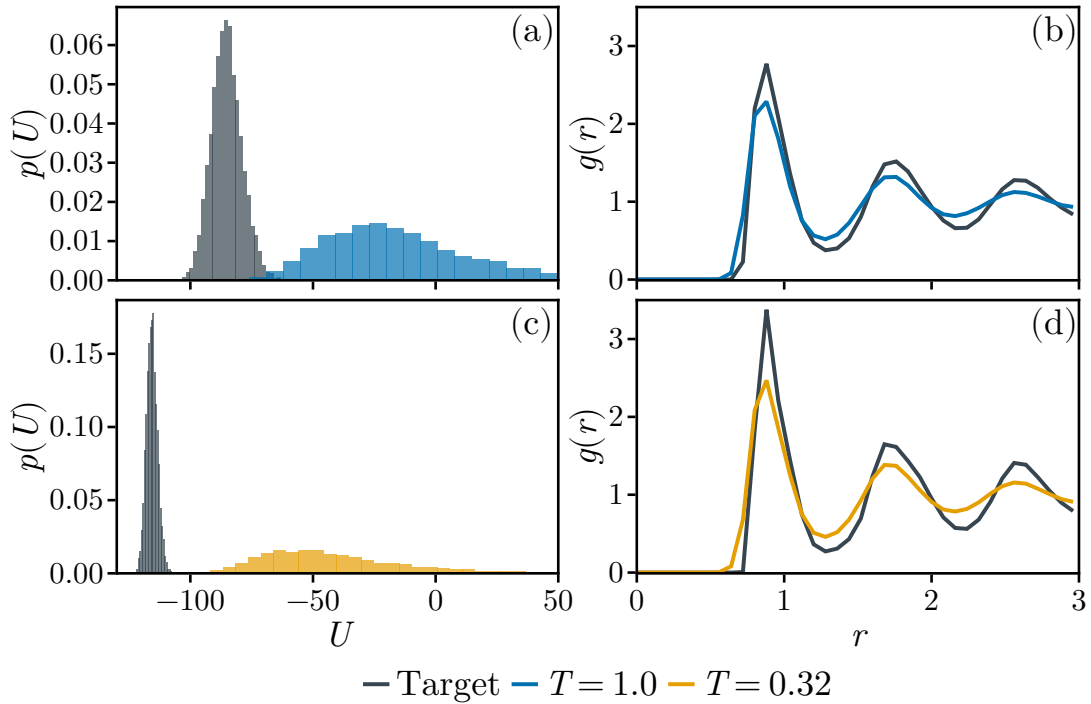 (a)
p(U)
0.06
0.05
0.04
0.03
0.02
0.01
0.00
(b)
g(r)
3
2
1
0
(c)
p(U)
0.15
0.10
0.05
0.00
−100 −50 0 50
U
(d)
g(r)
3
2
1
0
0 1 2 3
r
Target T = 1.0 T = 0.32